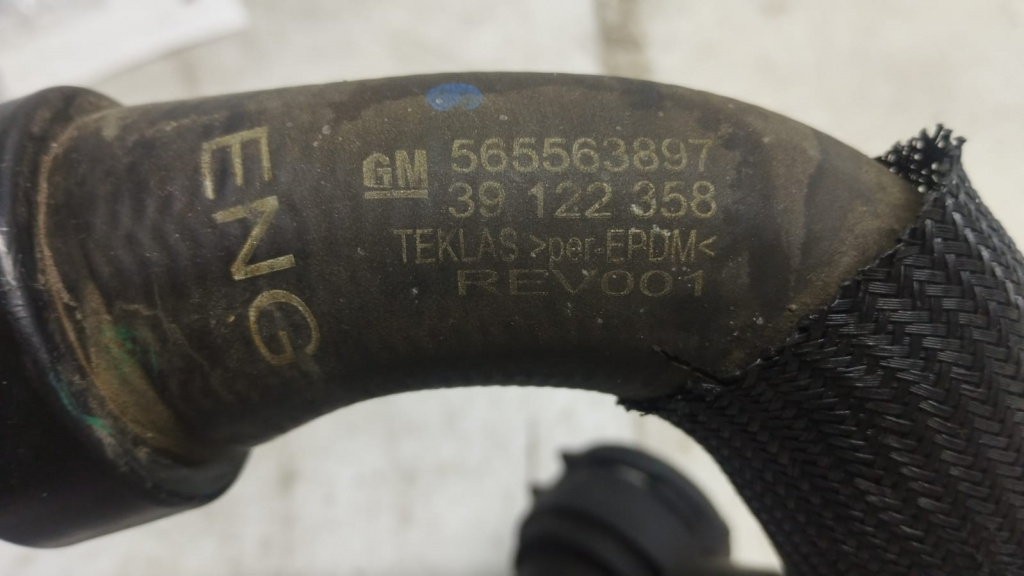 ENG
GM 565563897
39 122 358
TEKLAS >per-EPDM<
REV001